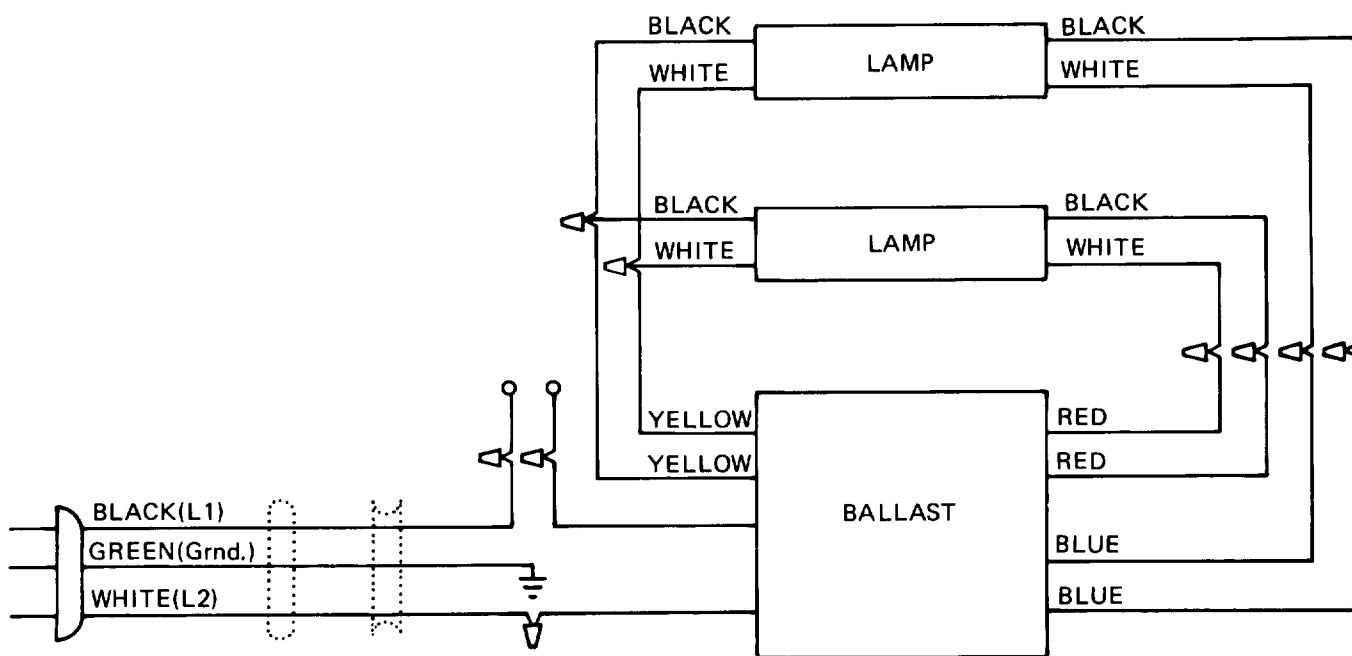 BLACK
BLACK
WHITE
LAMP
WHITE
BLACK
BLACK
WHITE
LAMP
WHITE
YELLOW
RED
YELLOW
RED
BALLAST
BLACK(L1)
GREEN(Grnd.)
BLUE
WHITE(L2)
BLUE